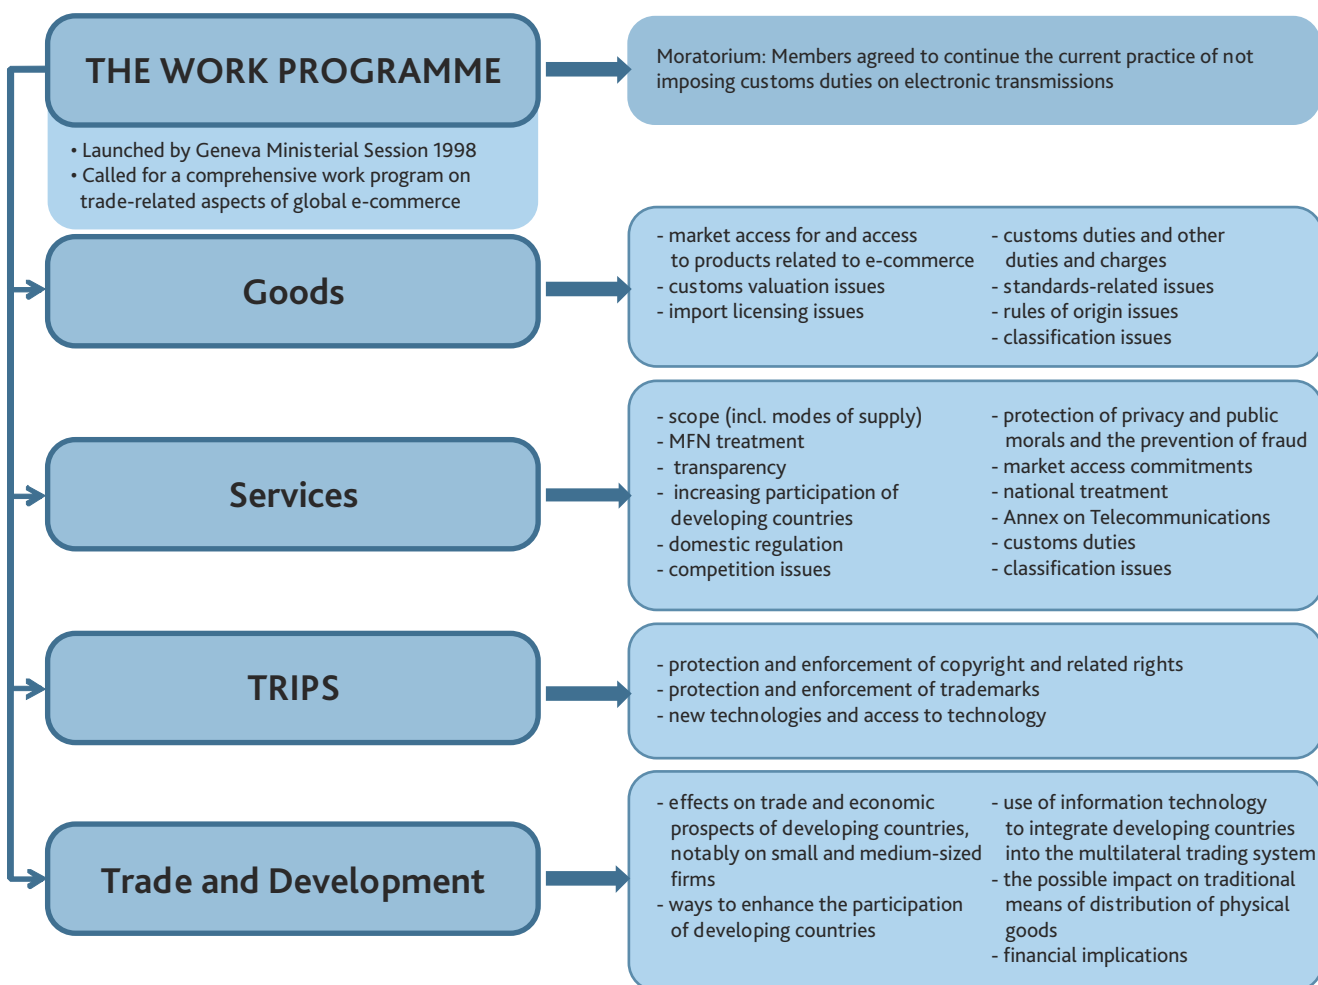 THE WORK PROGRAMME
Moratorium: Members agreed to continue the current practice of not
imposing customs duties on electronic transmissions
• Launched by Geneva Ministerial Session 1998
• Called for a comprehensive work program on
trade-related aspects of global e-commerce
Goods
- market access for and access
to products related to e-commerce
- customs valuation issues
- import licensing issues
- customs duties and other
duties and charges
- standards-related issues
- rules of origin issues
- classification issues
Services
- scope (incl. modes of supply)
- MFN treatment
- transparency
- increasing participation of
developing countries
- domestic regulation
- competition issues
- protection of privacy and public
morals and the prevention of fraud
- market access commitments
- national treatment
- Annex on Telecommunications
- customs duties
- classification issues
TRIPS
- protection and enforcement of copyright and related rights
- protection and enforcement of trademarks
- new technologies and access to technology
Trade and Development
- effects on trade and economic
prospects of developing countries,
notably on small and medium-sized
firms
- ways to enhance the participation
of developing countries
- use of information technology
to integrate developing countries
into the multilateral trading system
- the possible impact on traditional
means of distribution of physical
goods
- financial implications